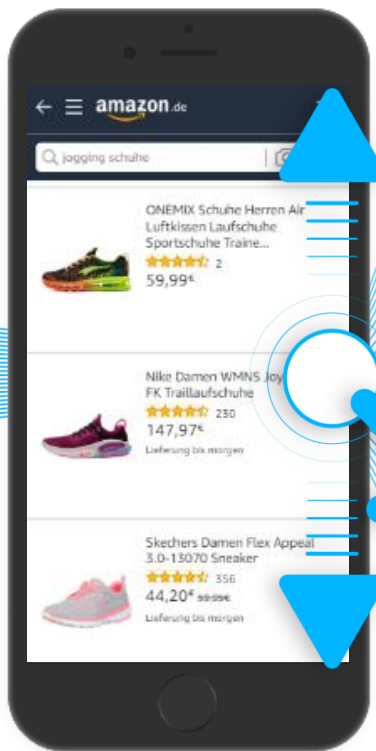 amazon.de
jogging schuhe
ONEMIX Schuhe Herren Air
Luftkissen Laufschuhe
Sportschuhe Traine...
2
59,99€
Nike Damen WMNS Joy
FK Traillaufschuhe
230
147,97€
Lieferung bis morgen
Skechers Damen Flex Appeal
3.0-13070 Sneaker
356
44,20€ 59,95€
Lieferung bis morgen